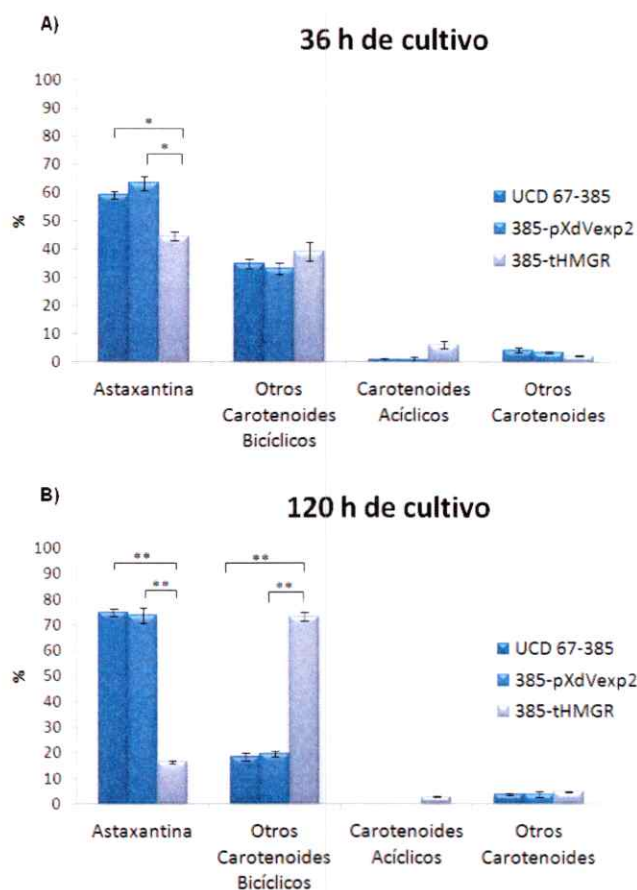 A)
36 h de cultivo
100
90
80
70
60
50
40
30
20
10
0
%
*
*
UCD 67-385
385-pXdVexp2
385-tHMGR
Astaxantina
Otros
Carotenoides
Bicíclicos
Carotenoides
Acíclicos
Otros
Carotenoides
B)
120 h de cultivo
100
90
80
70
60
50
40
30
20
10
0
%
**
**
**
**
UCD 67-385
385-pXdVexp2
385-tHMGR
Astaxantina
Otros
Carotenoides
Bicíclicos
Carotenoides
Acíclicos
Otros
Carotenoides